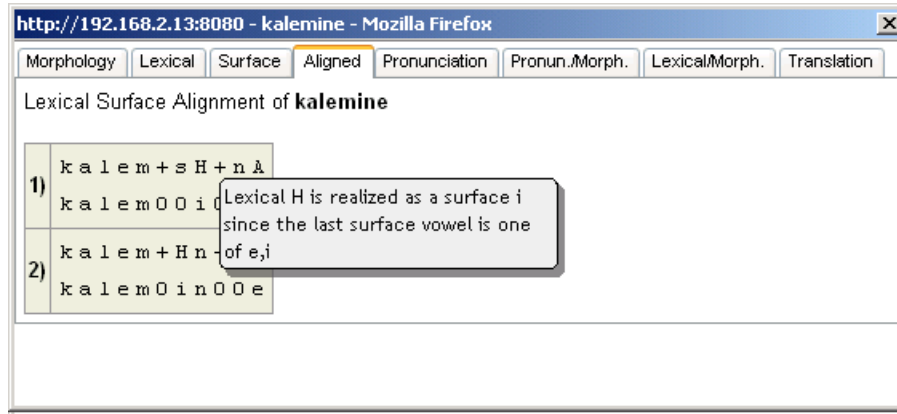 http://192.168.2.13:8080 - kalemine - Mozilla Firefox
Morphology Lexical Surface Aligned Pronunciation Pronun./Morph. Lexical/Morph. Translation
Lexical Surface Alignment of kalemine
1) k a l e m + s H + n A
k a l e m 0 0 i 0
2) k a l e m + H n
k a l e m 0 i n 0 0 e
Lexical H is realized as a surface i
since the last surface vowel is one
of e,i